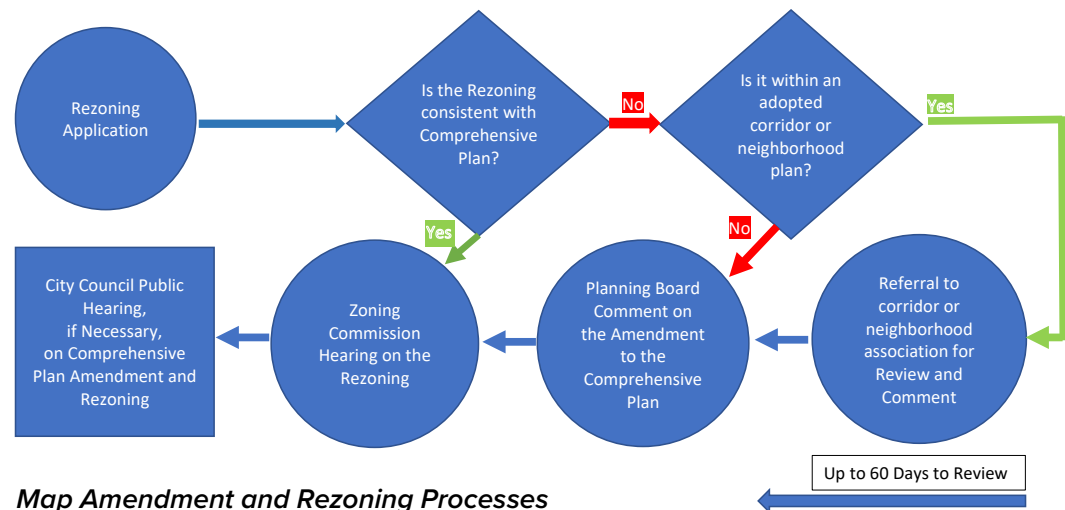 Rezoning
Application
Is the Rezoning
consistent with
Comprehensive
Plan?
No
Is it within an
adopted
corridor or
neighborhood
plan?
Yes
Yes
No
City Council Public
Hearing,
if Necessary,
on Comprehensive
Plan Amendment and
Rezoning
Zoning
Commission
Hearing on the
Rezoning
Planning Board
Comment on
the Amendment
to the
Comprehensive
Plan
Referral to
corridor or
neighborhood
association for
Review and
Comment
Up to 60 Days to Review
Map Amendment and Rezoning Processes